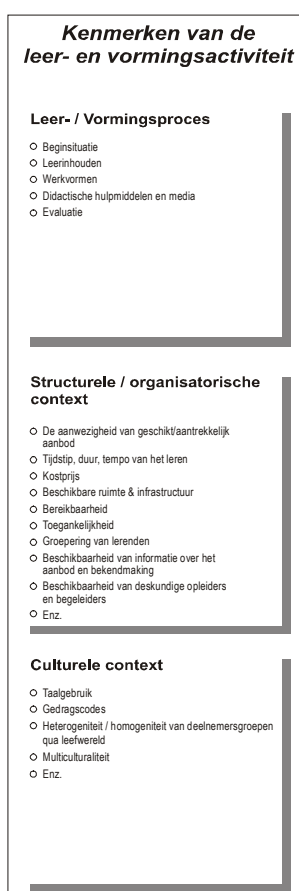 Kenmerken van de
leer- en vormingsactiviteit
Leer- / Vormingsproces
Beginsituatie
Leerinhouden
Werkvormen
Didactische hulpmiddelen en media
Evaluatie
Structurele / organisatorische
context
De aanwezigheid van geschikt/aantrekkelijk
aanbod
Tijdstip, duur, tempo van het leren
Kostprijs
Beschikbare ruimte & infrastructuur
Bereikbaarheid
Toegankelijkheid
Groepering van lerenden
Beschikbaarheid van informatie over het
aanbod en bekendmaking
Beschikbaarheid van deskundige opleiders
en begeleiders
Enz.
Culturele context
Taalgebruik
Gedragscodes
Heterogeniteit / homogeniteit van deelnemersgroepen
qua leefwereld
Multiculturaliteit
Enz.